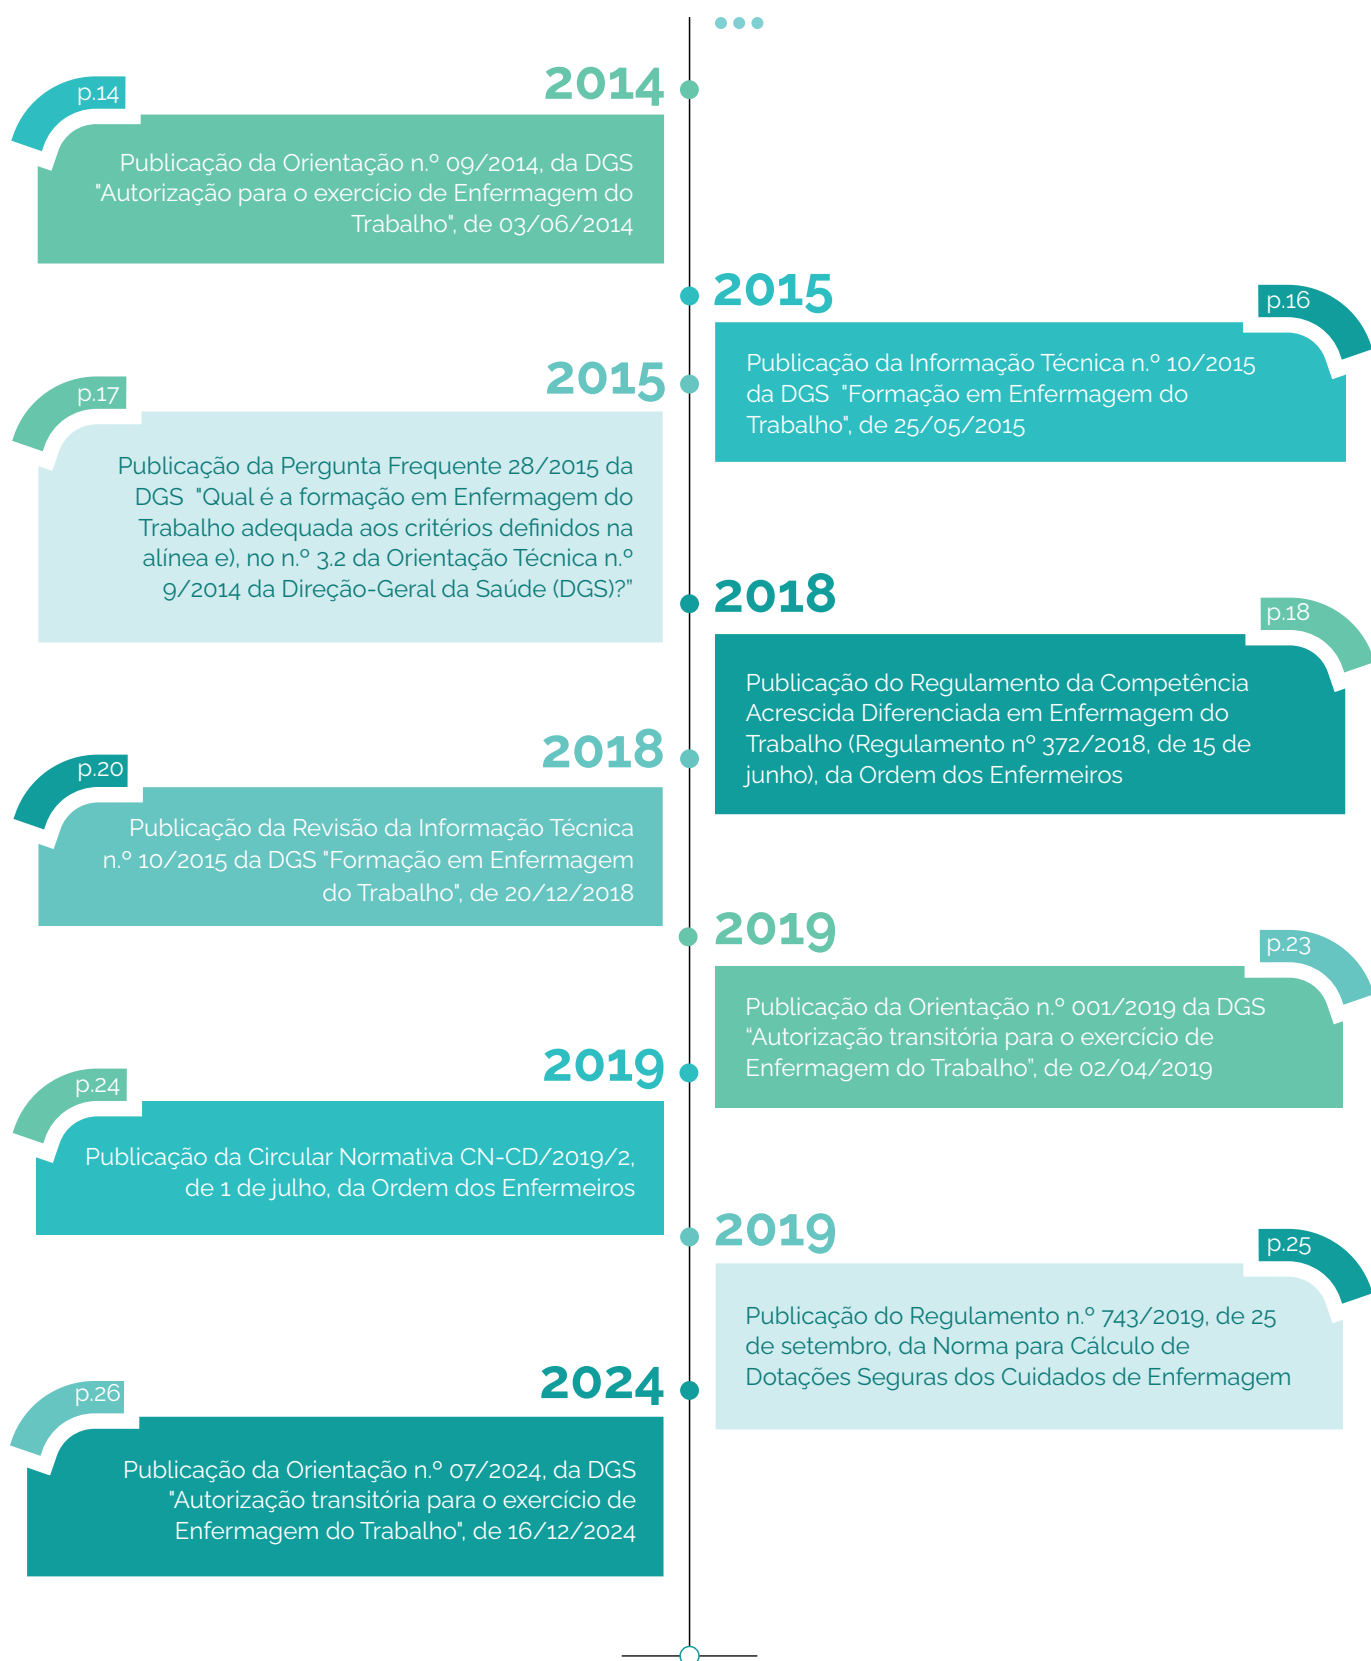 2014
p.14
Publicação da Orientação n.º 09/2014, da DGS
"Autorização para o exercício de Enfermagem do
Trabalho", de 03/06/2014
2015
p.16
Publicação da Informação Técnica n.º 10/2015
da DGS "Formação em Enfermagem do
Trabalho", de 25/05/2015
2015
p.17
Publicação da Pergunta Frequente 28/2015 da
DGS "Qual é a formação em Enfermagem do
Trabalho adequada aos critérios definidos na
alínea e), no n.º 3.2 da Orientação Técnica n.º
9/2014 da Direção-Geral da Saúde (DGS)?”
2018
p.18
Publicação do Regulamento da Competência
Acrescida Diferenciada em Enfermagem do
Trabalho (Regulamento nº 372/2018, de 15 de
junho), da Ordem dos Enfermeiros
2018
p.20
Publicação da Revisão da Informação Técnica
n.º 10/2015 da DGS "Formação em Enfermagem
do Trabalho", de 20/12/2018
2019
p.23
Publicação da Orientação n.º 001/2019 da DGS
“Autorização transitória para o exercício de
Enfermagem do Trabalho”, de 02/04/2019
2019
p.24
Publicação da Circular Normativa CN-CD/2019/2,
de 1 de julho, da Ordem dos Enfermeiros
2019
p.25
Publicação do Regulamento n.º 743/2019, de 25
de setembro, da Norma para Cálculo de
Dotações Seguras dos Cuidados de Enfermagem
2024
p.26
Publicação da Orientação n.º 07/2024, da DGS
"Autorização transitória para o exercício de
Enfermagem do Trabalho", de 16/12/2024